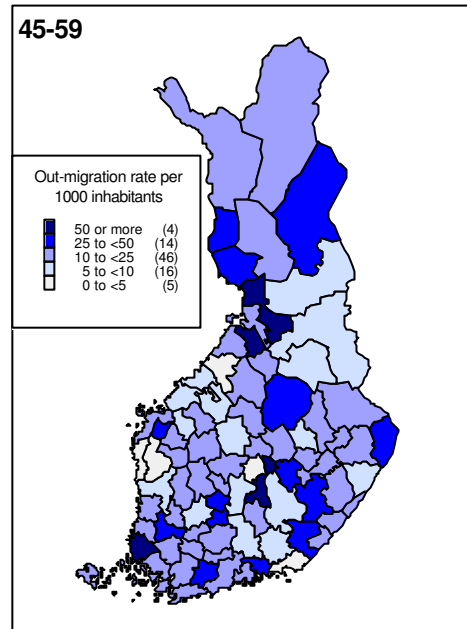 45-59
Out-migration rate per
1000 inhabitants
50 or more (4)
25 to <50 (14)
10 to <25 (46)
5 to <10 (16)
0 to <5 (5)